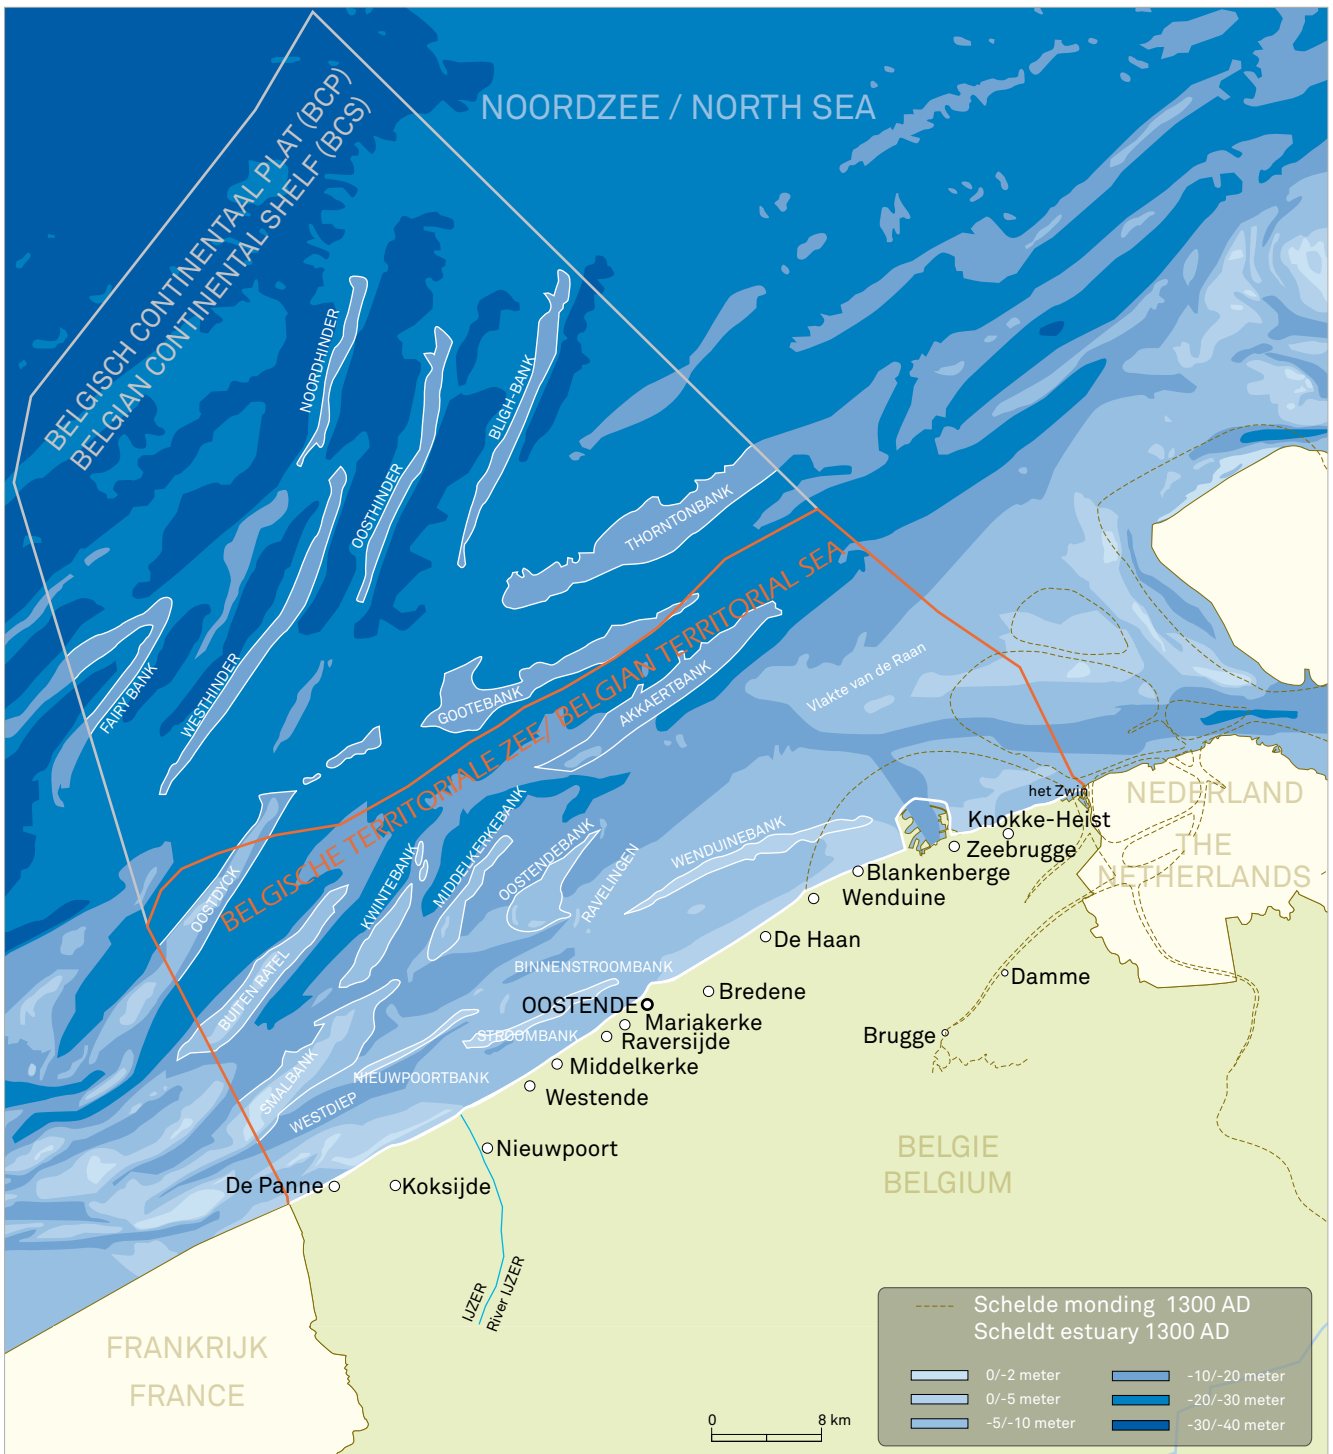 NOORDZEE / NORTH SEA
BELGISCH CONTINENTAAL PLAT (BCP)
BELGIAN CONTINENTAL SHELF (BCS)
NOORDHINDER
BLIGH-BANK
OOSTHINDER
THORNTONBANK
FAIRY BANK
WESTHINDER
GOOTEBANK
BELGISCHE TERRITORIALE ZEE/ BELGIAN TERRITORIAL SEA
AKKAERTBANK
Vlakte van de Raan
OOSTDYCK
BUITEN RATEL
KWINTEBANK
MIDDELKERKEBANK
OOSTENDEBANK
RAVELINGEN
WENDUINEBANK
BINNENSTROOMBANK
STROOMBANK
NIEUWPOORTBANK
SMALBANK
WESTDIEP
het Zwin
NEDERLAND
THE
NETHERLANDS
Knokke-Heist
Zeebrugge
Blankenberge
Wenduine
De Haan
Bredene
OOSTENDE
Mariakerke
Raversijde
Middelkerke
Westende
Nieuwpoort
De Panne
Koksijde
Damme
Brugge
BELGIE
BELGIUM
IJZER
River IJZER
FRANKRIJK
FRANCE
0 8 km
Schelde monding 1300 AD
Scheldt estuary 1300 AD
0/-2 meter
0/-5 meter
-5/-10 meter
-10/-20 meter
-20/-30 meter
-30/-40 meter